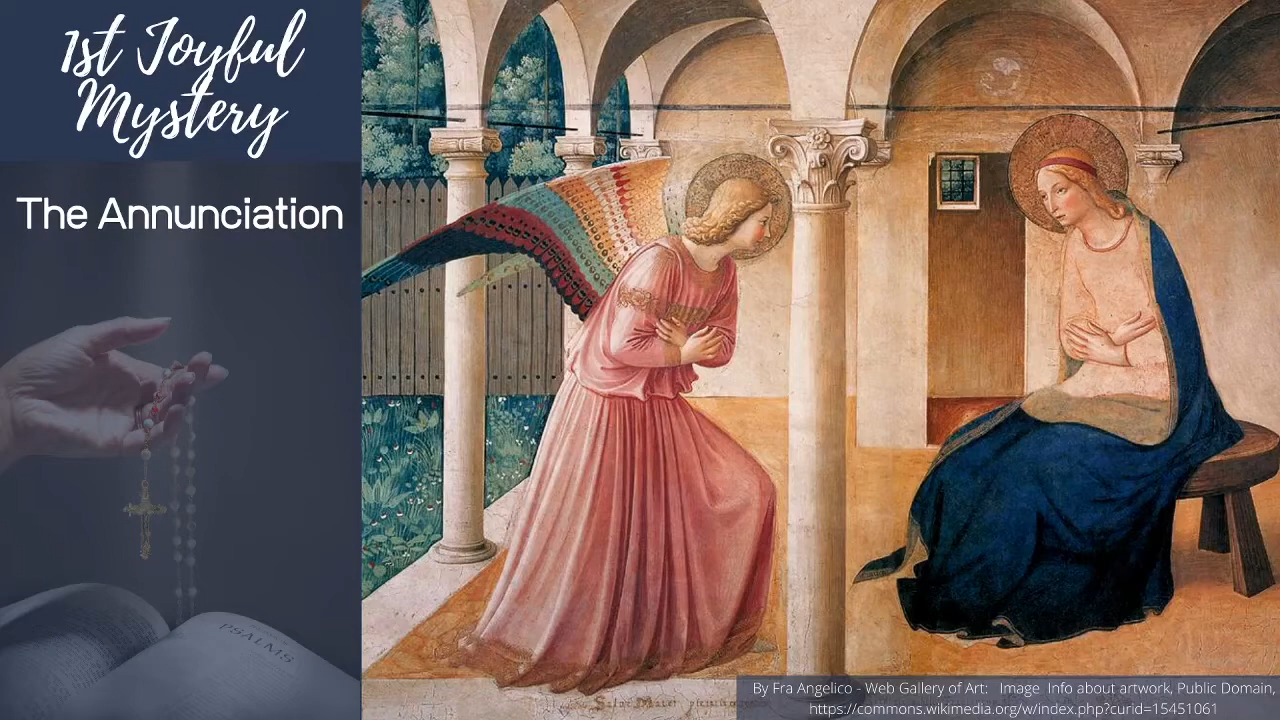 1st Joyful
Mystery
The Annunciation
PSALMS
By Fra Angelico - Web Gallery of Art: Image Info about artwork, Public Domain,
https://commons.wikimedia.org/w/index.php?curid=15451061